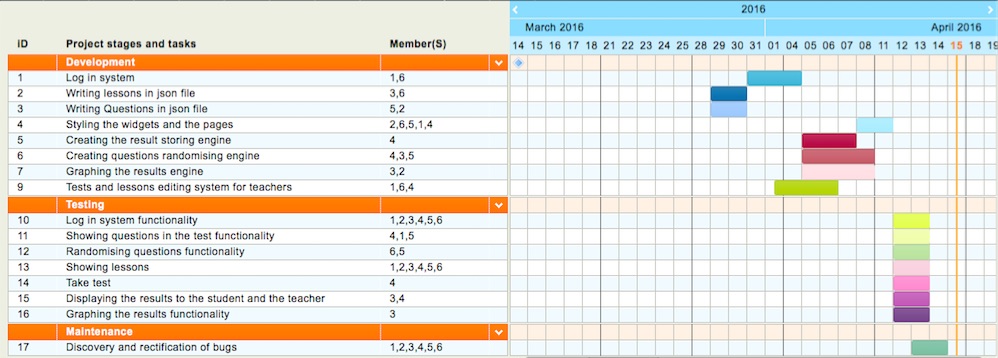 2016
March 2016 April 2016
iD Project stages and tasks Member(S) 14 15 16 17 18 21 22 23 24 25 28 29 30 31 01 04 05 06 07 08 11 12 13 14 15 18 19
Development
1 Log in system 1,6
2 Writing lessons in json file 3,6
3 Writing Questions in json file 5,2
4 Styling the widgets and the pages 2,6,5,1,4
5 Creating the result storing engine 4
6 Creating questions randomising engine 4,3,5
7 Graphing the results engine 3,2
9 Tests and lessons editing system for teachers 1,6,4
Testing
10 Log in system functionality 1,2,3,4,5,6
11 Showing questions in the test functionality 4,1,5
12 Randomising questions functionality 6,5
13 Showing lessons 1,2,3,4,5,6
14 Take test 4
15 Displaying the results to the student and the teacher 3,4
16 Graphing the results functionality 3
Maintenance
17 Discovery and rectification of bugs 1,2,3,4,5,6